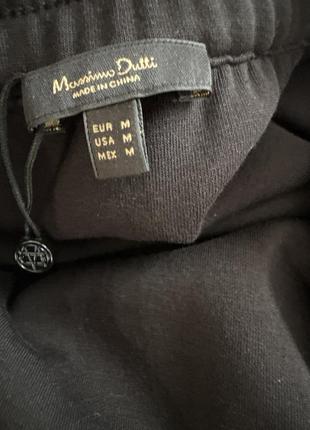 Massimo Dutti
MADE IN CHINA
EUR M
USA M
MEX M